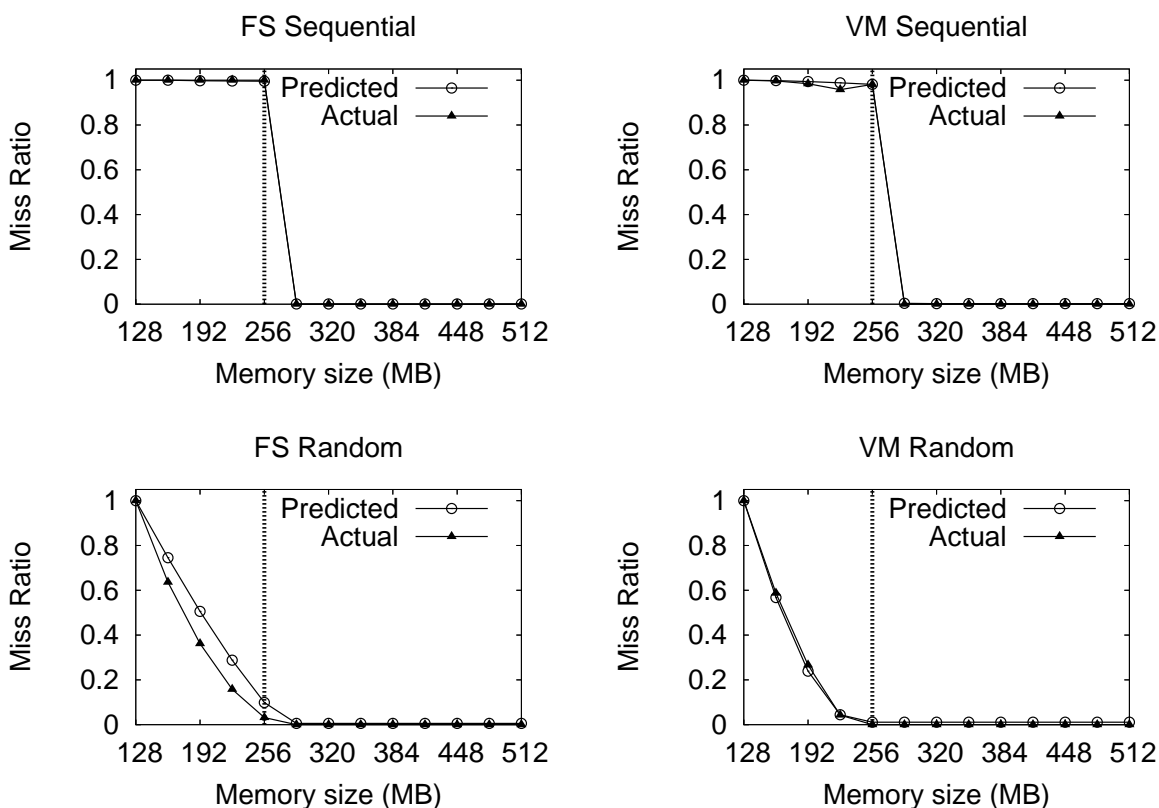 FS Sequential
1
0.8
0.6
0.4
0.2
0
Miss Ratio
Predicted
Actual
128 192 256 320 384 448 512
Memory size (MB)
VM Sequential
1
0.8
0.6
0.4
0.2
0
Miss Ratio
Predicted
Actual
128 192 256 320 384 448 512
Memory size (MB)
FS Random
1
0.8
0.6
0.4
0.2
0
Miss Ratio
Predicted
Actual
128 192 256 320 384 448 512
Memory size (MB)
VM Random
1
0.8
0.6
0.4
0.2
0
Miss Ratio
Predicted
Actual
128 192 256 320 384 448 512
Memory size (MB)